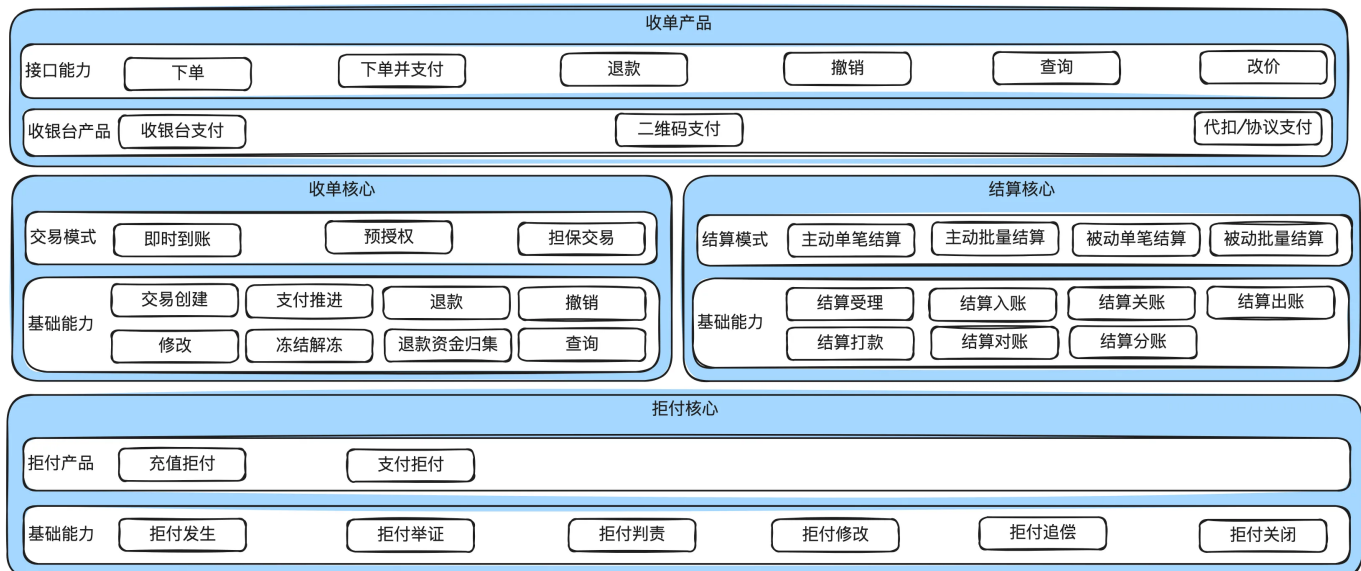 收单产品
接口能力 下单 下单并支付 退款 撤销 查询 改价
收银台产品 收银台支付 二维码支付 代扣/协议支付
收单核心
交易模式 即时到账 预授权 担保交易
基础能力
交易创建 支付推进 退款 撤销
修改 冻结解冻 退款资金归集 查询
结算核心
结算模式 主动单笔结算 主动批量结算 被动单笔结算 被动批量结算
基础能力
结算受理 结算入账 结算关账 结算出账
结算打款 结算对账 结算分账
拒付核心
拒付产品 充值拒付 支付拒付
基础能力 拒付发生 拒付举证 拒付判责 拒付修改 拒付追偿 拒付关闭